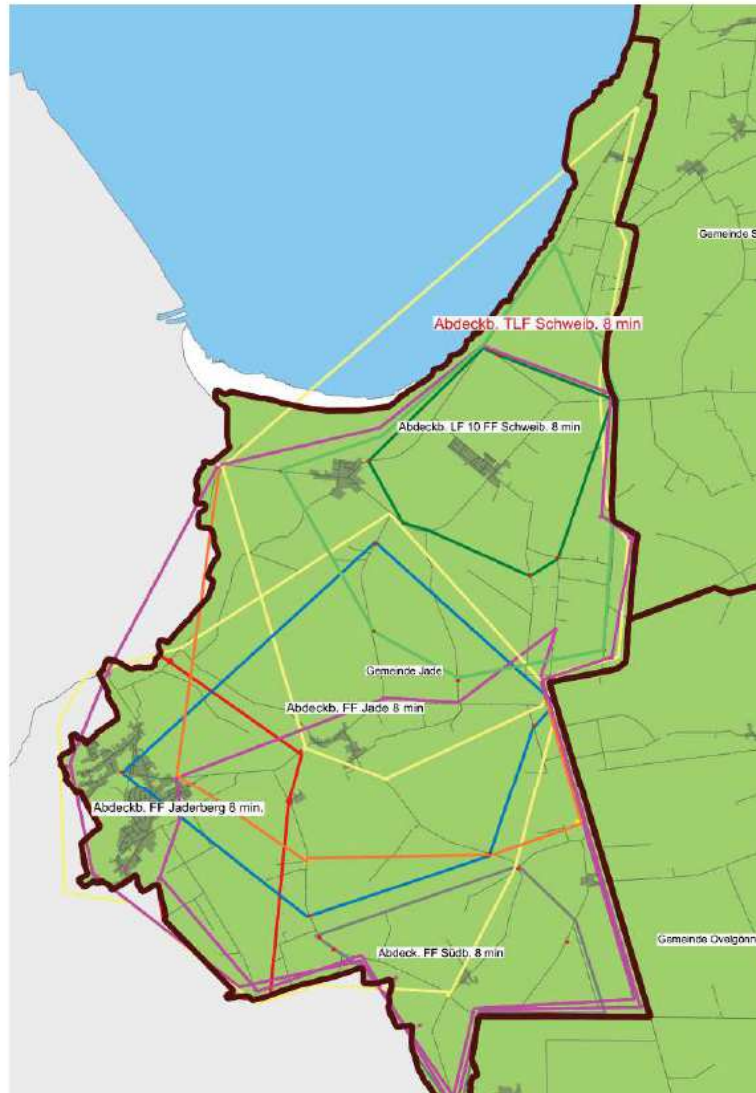 Gemeinde S
Abdeckb. TLF Schweib. 8 min
Abdeckb. LF 10 FF Schweib. 8 min
Gemeinde Jade
Abdeckb. FF Jade 8 min
Abdeckb. FF Jaderberg 8 min.
Abdeck. FF Südb. 8 min
Gemeinde Ovelgönn